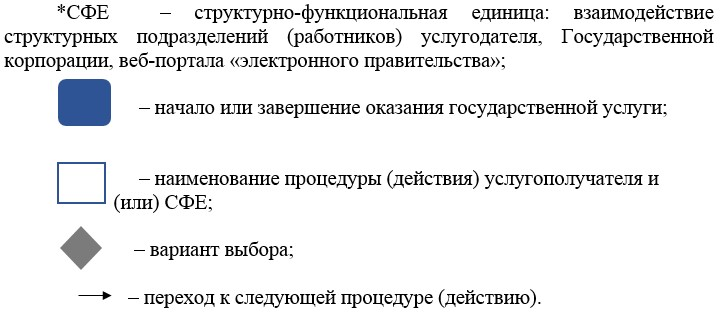 *СФЕ – структурно-функциональная единица: взаимодействие
структурных подразделений (работников) услугодателя, Государственной
корпорации, веб-портала «электронного правительства»;
– начало или завершение оказания государственной услуги;
– наименование процедуры (действия) услугополучателя и
(или) СФЕ;
– вариант выбора;
– переход к следующей процедуре (действию).